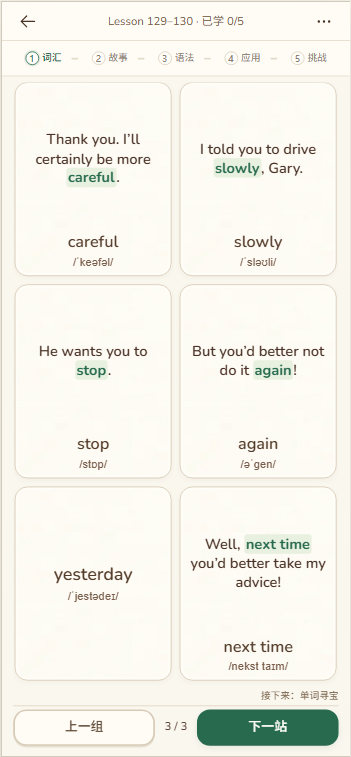 Lesson 129–130 · 已学 0/5
1 词汇 – 2 故事 – 3 语法 – 4 应用 – 5 挑战
Thank you. I'll
certainly be more
careful.
careful
/ˈkeəfəl/
I told you to drive
slowly, Gary.
slowly
/ˈsləʊli/
He wants you to
stop.
stop
/stɒp/
But you'd better not
do it again!
again
/əˈɡen/
yesterday
/ˈjestədeɪ/
Well, next time
you'd better take my
advice!
next time
/nekst taɪm/
接下来：单词寻宝
上一组
3 / 3
下一站